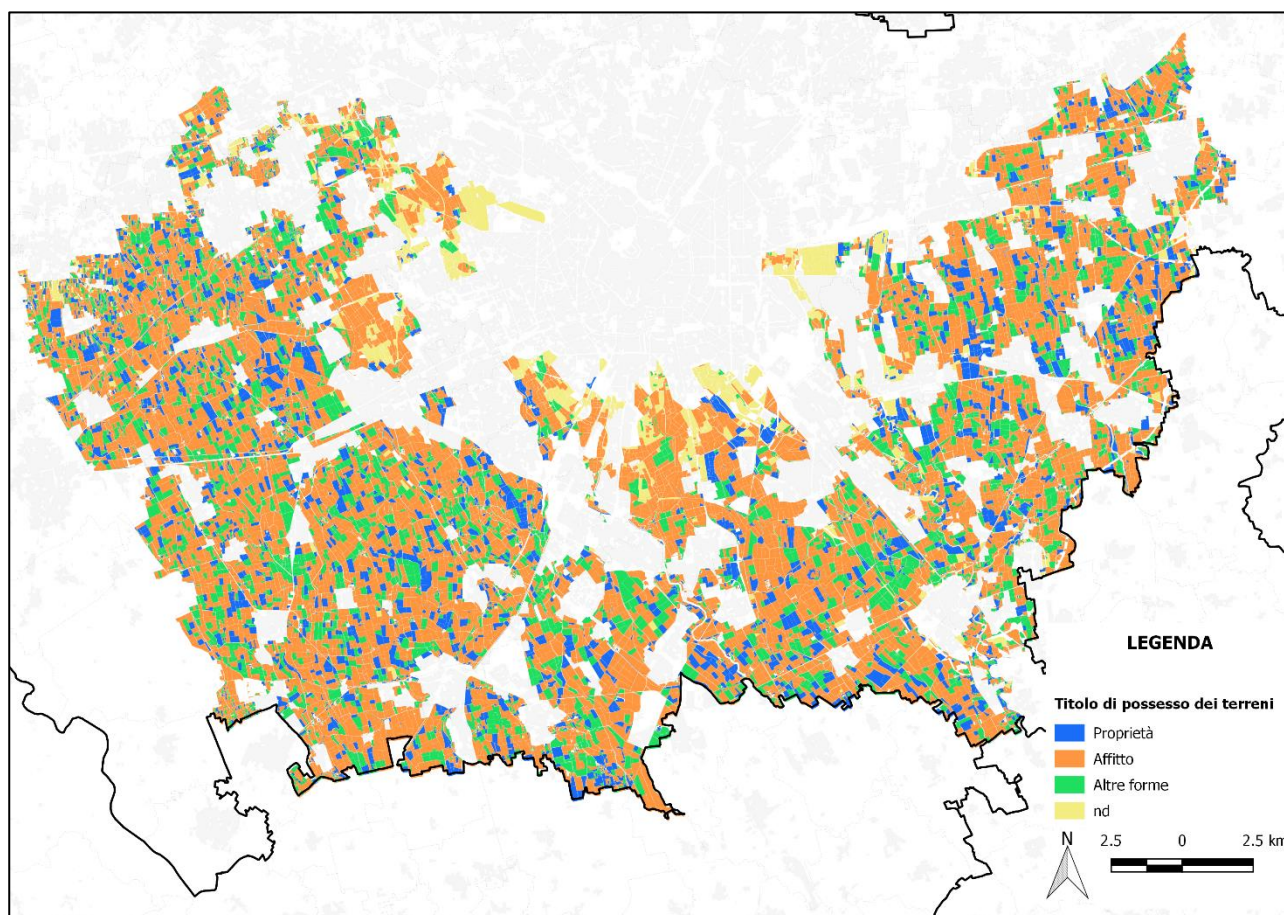 LEGENDA
Titolo di possesso dei terreni
Proprietà
Affitto
Altre forme
nd
N
2.5 0 2.5 km